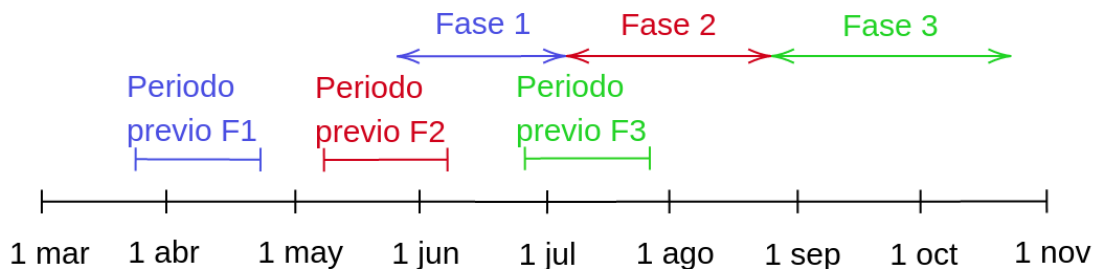 Fase 1
Fase 2
Fase 3
Periodo
previo F1
Periodo
previo F2
Periodo
previo F3
1 mar
1 abr
1 may
1 jun
1 jul
1 ago
1 sep
1 oct
1 nov